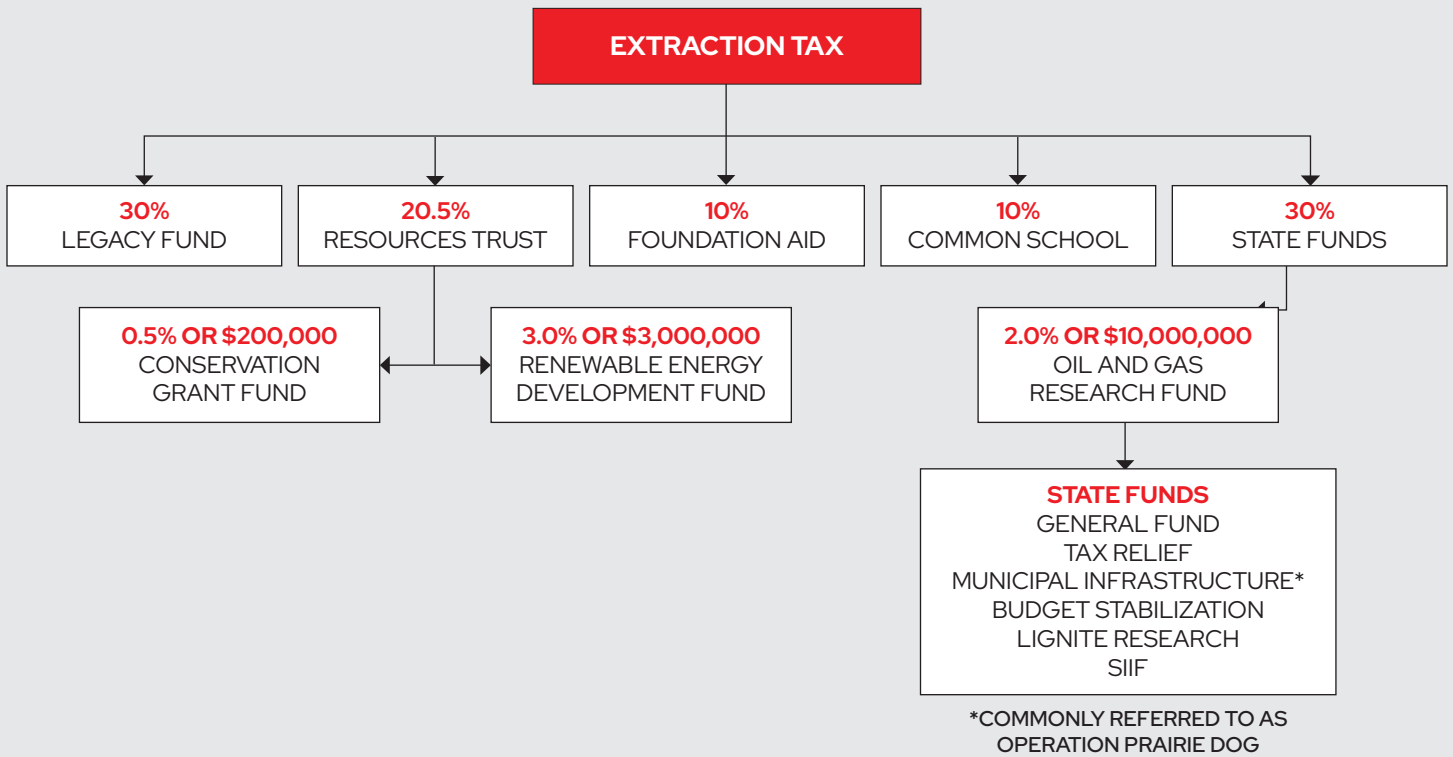 EXTRACTION TAX
30%
LEGACY FUND
20.5%
RESOURCES TRUST
10%
FOUNDATION AID
10%
COMMON SCHOOL
30%
STATE FUNDS
0.5% OR $200,000
CONSERVATION
GRANT FUND
3.0% OR $3,000,000
RENEWABLE ENERGY
DEVELOPMENT FUND
2.0% OR $10,000,000
OIL AND GAS
RESEARCH FUND
STATE FUNDS
GENERAL FUND
TAX RELIEF
MUNICIPAL INFRASTRUCTURE*
BUDGET STABILIZATION
LIGNITE RESEARCH
SIIF
*COMMONLY REFERRED TO AS
OPERATION PRAIRIE DOG